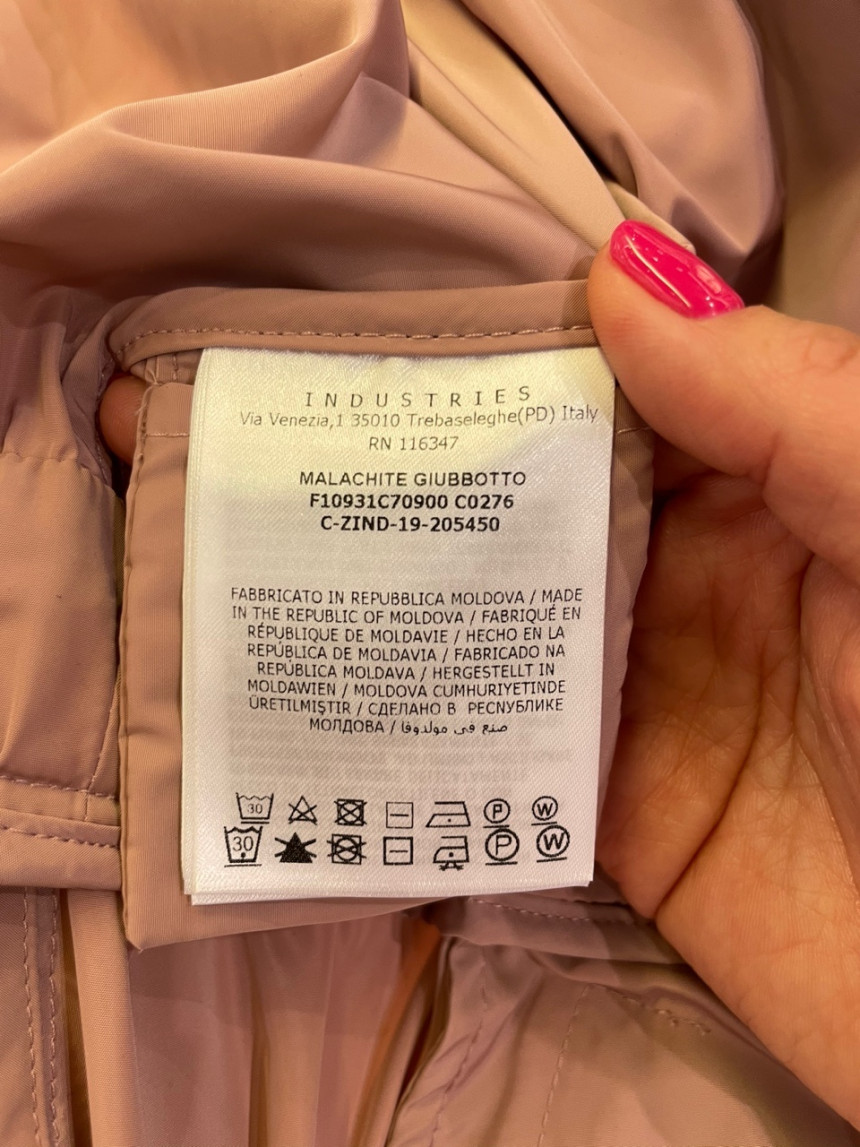 INDUSTRIES
Via Venezia,1 35010 Trebaseleghe(PD) Italy
RN 116347
MALACHITE GIUBBOTTO
F10931C70900 C0276
C-ZIND-19-205450
FABBRICATO IN REPUBBLICA MOLDOVA / MADE
IN THE REPUBLIC OF MOLDOVA / FABRIQUÉ EN
RÉPUBLIQUE DE MOLDAVIE / HECHO EN LA
REPÚBLICA DE MOLDAVIA / FABRICADO NA
REPÚBLICA MOLDAVA / HERGESTELLT IN
MOLDAWIEN / MOLDOVA CUMHURIYETINDE
ÜRETILMIŞTIR / СДЕЛАНО В РЕСПУБЛИКЕ
МОЛДОВА / صنع في مولدوفا
30 P W
30 P W